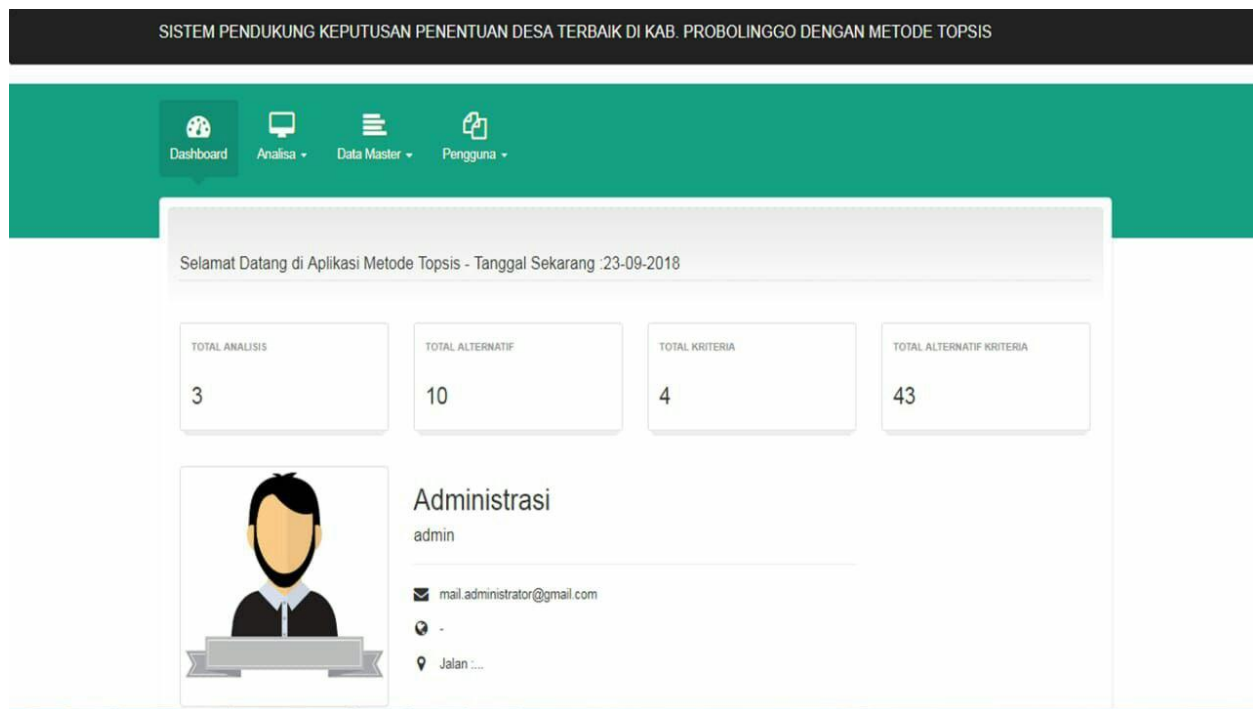 SISTEM PENDUKUNG KEPUTUSAN PENENTUAN DESA TERBAIK DI KAB. PROBOLINGGO DENGAN METODE TOPSIS
Dashboard Analisa Data Master Pengguna
Selamat Datang di Aplikasi Metode Topsis - Tanggal Sekarang :23-09-2018
TOTAL ANALISIS
3
TOTAL ALTERNATIF
10
TOTAL KRITERIA
4
TOTAL ALTERNATIF KRITERIA
43
Administrasi
admin
mail.administrator@gmail.com
-
Jalan :...